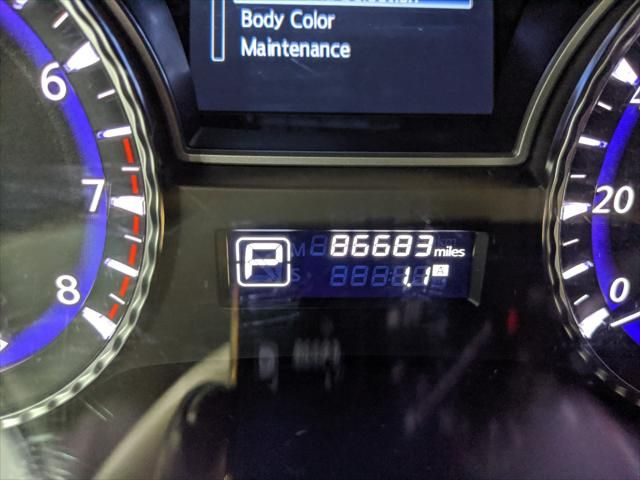 Body Color
Maintenance
6
7
8
20
0
P
86683 miles
1.1 A